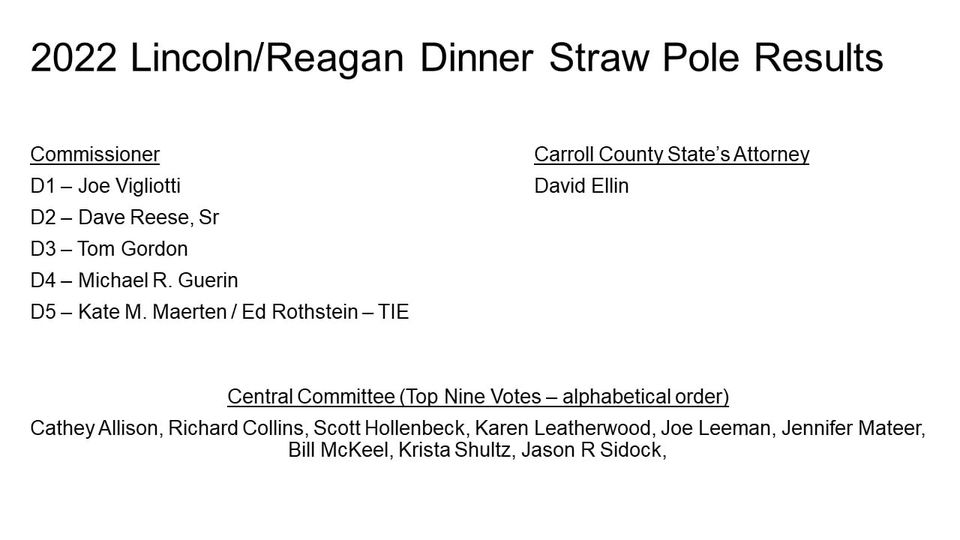 2022 Lincoln/Reagan Dinner Straw Pole Results
Commissioner
D1 – Joe Vigliotti
D2 – Dave Reese, Sr
D3 – Tom Gordon
D4 – Michael R. Guerin
D5 – Kate M. Maerten / Ed Rothstein – TIE
Carroll County State’s Attorney
David Ellin
Central Committee (Top Nine Votes – alphabetical order)
Cathey Allison, Richard Collins, Scott Hollenbeck, Karen Leatherwood, Joe Leeman, Jennifer Mateer,
Bill McKeel, Krista Shultz, Jason R Sidock,